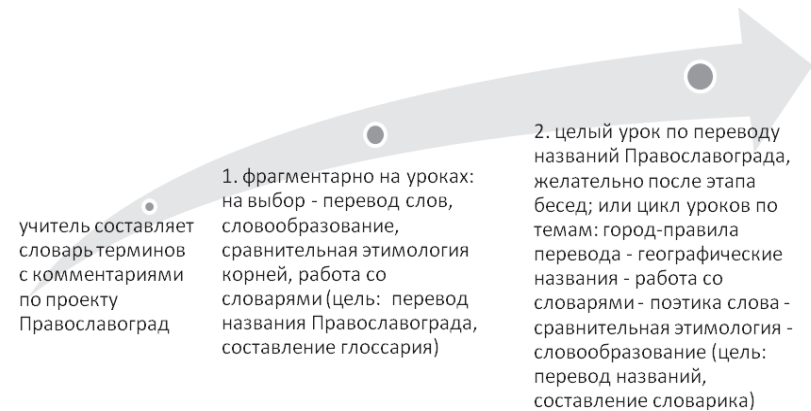 учитель составляет
словарь терминов
с комментариями
по проекту
Православоград
1. фрагментарно на уроках:
на выбор - перевод слов,
словообразование,
сравнительная этимология
корней, работа со
словарями (цель: перевод
названия Православограда,
составление глоссария)
2. целый урок по переводу
названий Православограда,
желательно после этапа
бесед; или цикл уроков по
темам: город-правила
перевода - географические
названия - работа со
словарями - поэтика слова -
сравнительная этимология -
словообразование (цель:
перевод названий,
составление словарика)